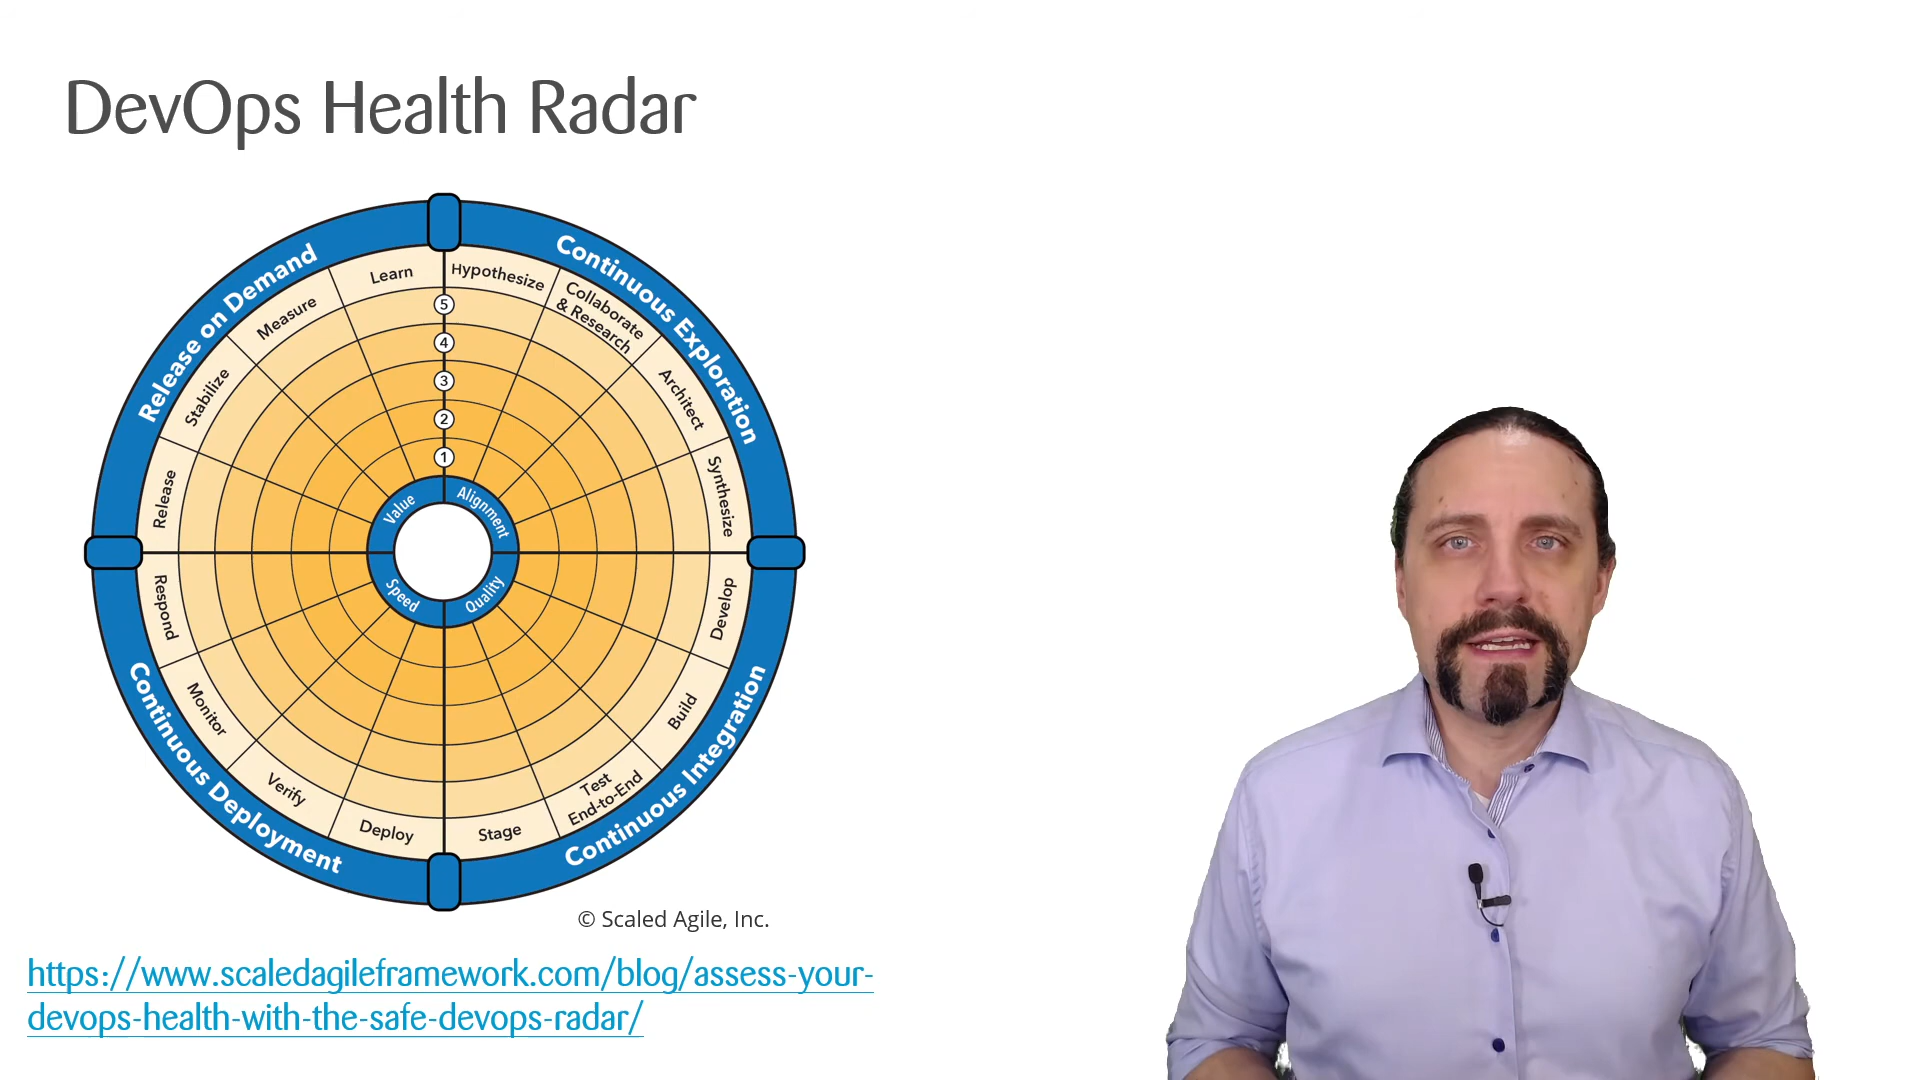 DevOps Health Radar
Release on Demand
Continuous Exploration
Continuous Deployment
Continuous Integration
Learn
Measure
Stabilize
Release
Hypothesize
Collaborate
& Research
Architect
Synthesize
5
4
3
2
1
Value
Alignment
Speed
Quality
Respond
Monitor
Verify
Deploy
Develop
Build
Test
End-to-End
Stage
© Scaled Agile, Inc.
https://www.scaledagileframework.com/blog/assess-your-
devops-health-with-the-safe-devops-radar/